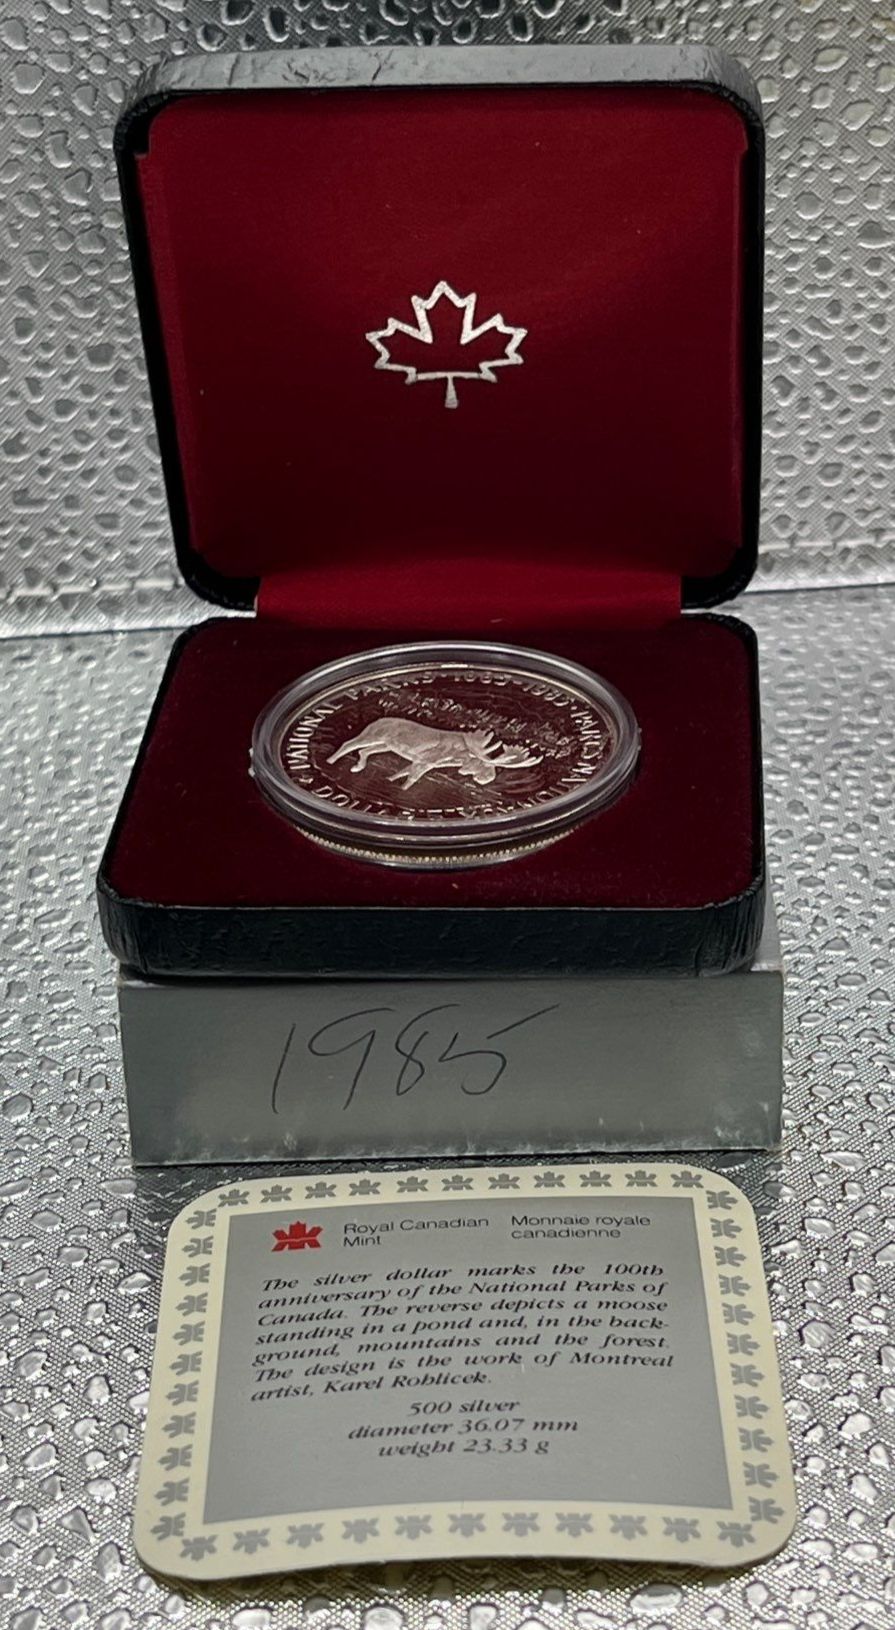 NATIONAL PARKS · 1885-1985 · PARCS NATION
DOLLAR
1985
Royal Canadian
Mint
Monnaie royale
canadienne
The silver dollar marks the 100th
anniversary of the National Parks of
Canada. The reverse depicts a moose
standing in a pond and, in the back-
ground, mountains and the forest.
The design is the work of Montreal
artist, Karel Rohlicek.
500 silver
diameter 36.07 mm
weight 23.33 g